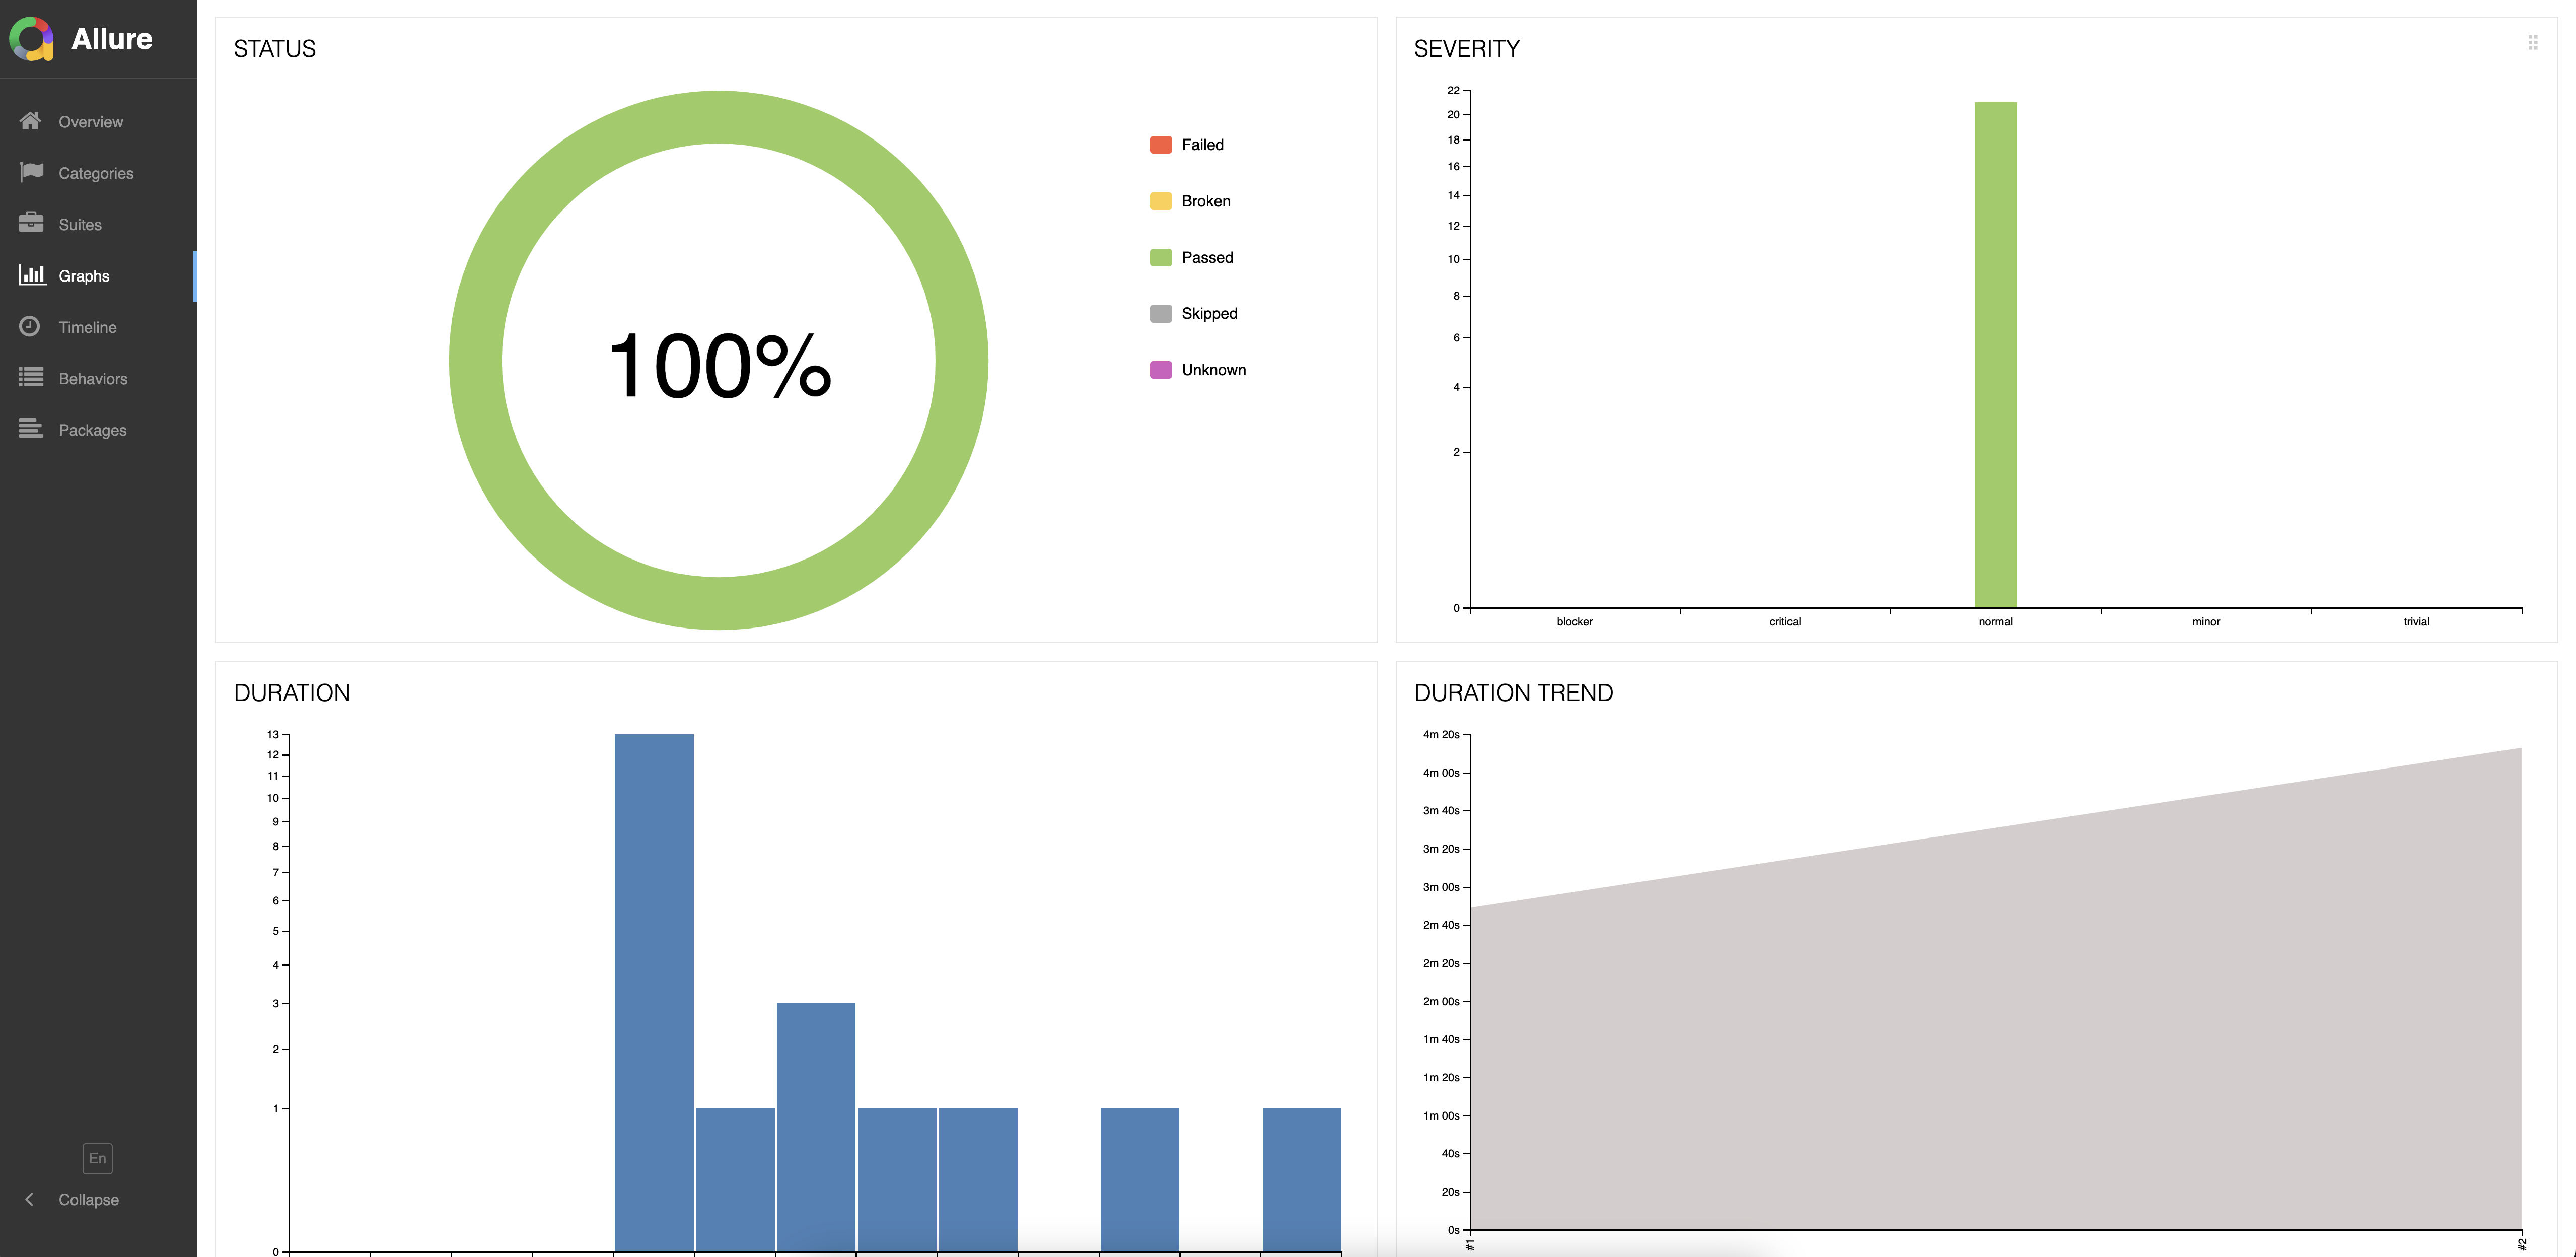 Allure
Overview
Categories
Suites
Graphs
Timeline
Behaviors
Packages
En
Collapse
STATUS
100%
Failed
Broken
Passed
Skipped
Unknown
SEVERITY
22
20
18
16
14
12
10
8
6
4
2
0
blocker critical normal minor trivial
DURATION
13
12
11
10
9
8
7
6
5
4
3
2
1
0
DURATION TREND
4m 20s
4m 00s
3m 40s
3m 20s
3m 00s
2m 40s
2m 20s
2m 00s
1m 40s
1m 20s
1m 00s
40s
20s
0s
#1 #2